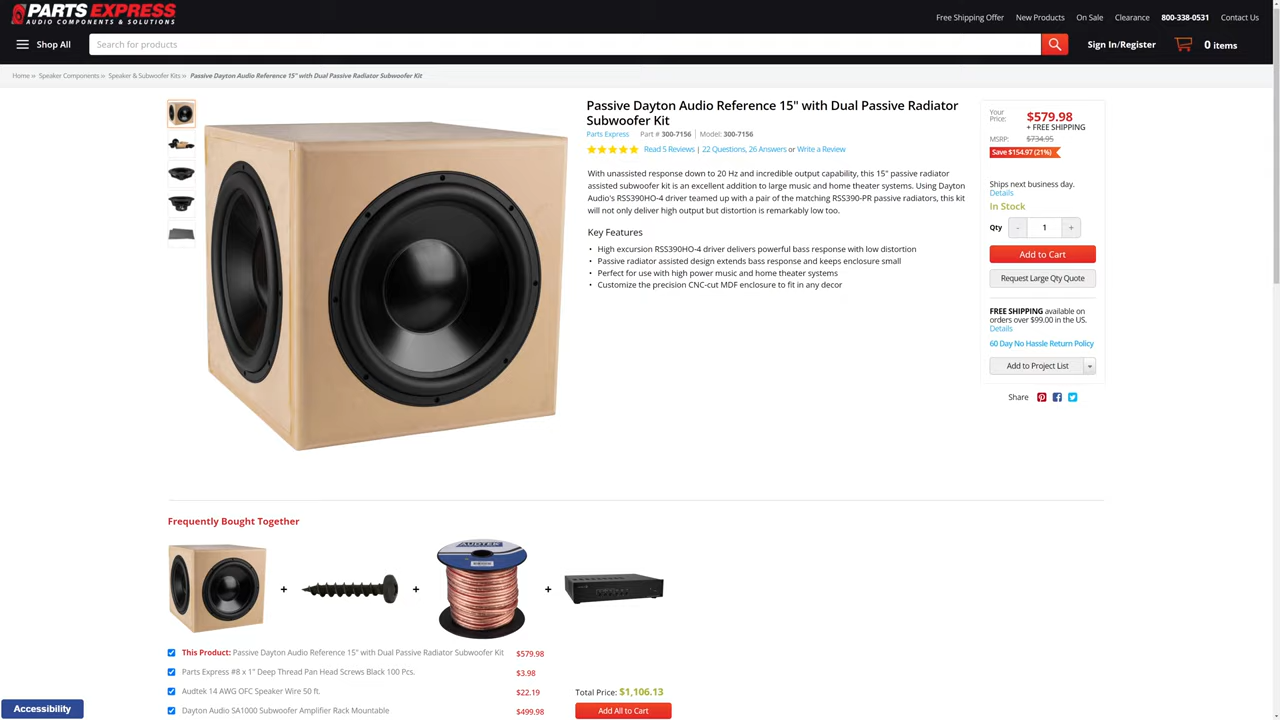 PARTS EXPRESS
AUDIO COMPONENTS & SOLUTIONS
Free Shipping Offer
New Products
On Sale
Clearance
800-338-0531
Contact Us
Shop All
Search for products
Sign In/Register
0 items
Home » Speaker Components » Speaker & Subwoofer Kits » Passive Dayton Audio Reference 15" with Dual Passive Radiator Subwoofer Kit
Passive Dayton Audio Reference 15" with Dual Passive Radiator
Subwoofer Kit
Parts Express Part # 300-7156 | Model: 300-7156
Read 5 Reviews | 22 Questions, 26 Answers or Write a Review
With unassisted response down to 20 Hz and incredible output capability, this 15" passive radiator
assisted subwoofer kit is an excellent addition to large music and home theater systems. Using Dayton
Audio's RSS390HO-4 driver teamed up with a pair of the matching RSS390-PR passive radiators, this kit
will not only deliver high output but distortion is remarkably low too.
Key Features
• High excursion RSS390HO-4 driver delivers powerful bass response with low distortion
• Passive radiator assisted design extends bass response and keeps enclosure small
• Perfect for use with high power music and home theater systems
• Customize the precision CNC-cut MDF enclosure to fit in any decor
Your
Price:
$579.98
+ FREE SHIPPING
MSRP: $734.95
Save $154.97 (21%)
Ships next business day.
Details
In Stock
Qty - 1 +
Add to Cart
Request Large Qty Quote
FREE SHIPPING available on
orders over $99.00 in the US.
Details
60 Day No Hassle Return Policy
Add to Project List
Share
Frequently Bought Together
+ + +
AUDTEK
This Product: Passive Dayton Audio Reference 15" with Dual Passive Radiator Subwoofer Kit $579.98
Parts Express #8 x 1" Deep Thread Pan Head Screws Black 100 Pcs. $3.98
Audtek 14 AWG OFC Speaker Wire 50 ft. $22.19
Dayton Audio SA1000 Subwoofer Amplifier Rack Mountable $499.98
Total Price: $1,106.13
Add All to Cart
Accessibility